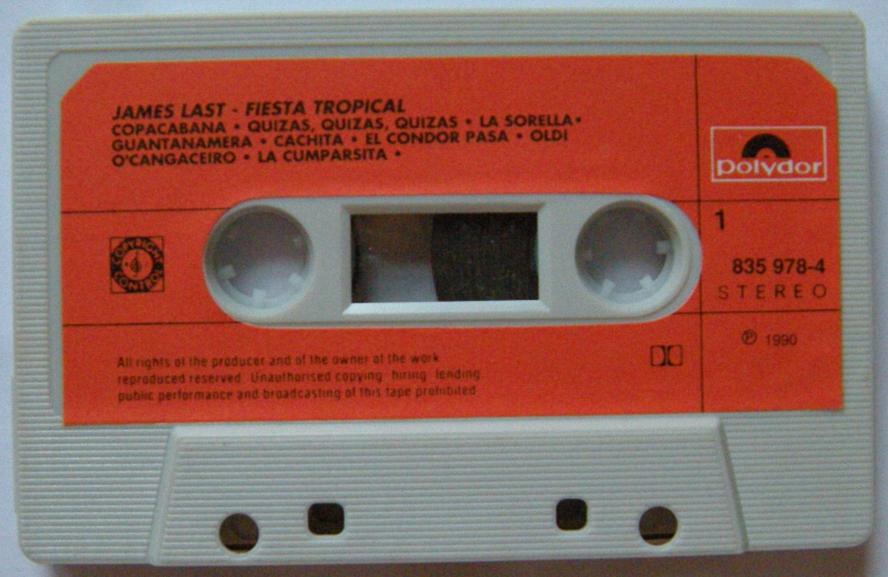 JAMES LAST - FIESTA TROPICAL
COPACABANA • QUIZAS, QUIZAS, QUIZAS • LA SORELLA •
GUANTANAMERA • CACHITA • EL CONDOR PASA • OLDI
O'CANGACEIRO • LA CUMPARSITA •
polydor
1
COPYRIGHT CONTROL
835 978-4
STEREO
℗ 1990
All rights of the producer and of the owner of the work
reproduced reserved. Unauthorised copying hiring lending
public performance and broadcasting of this tape prohibited